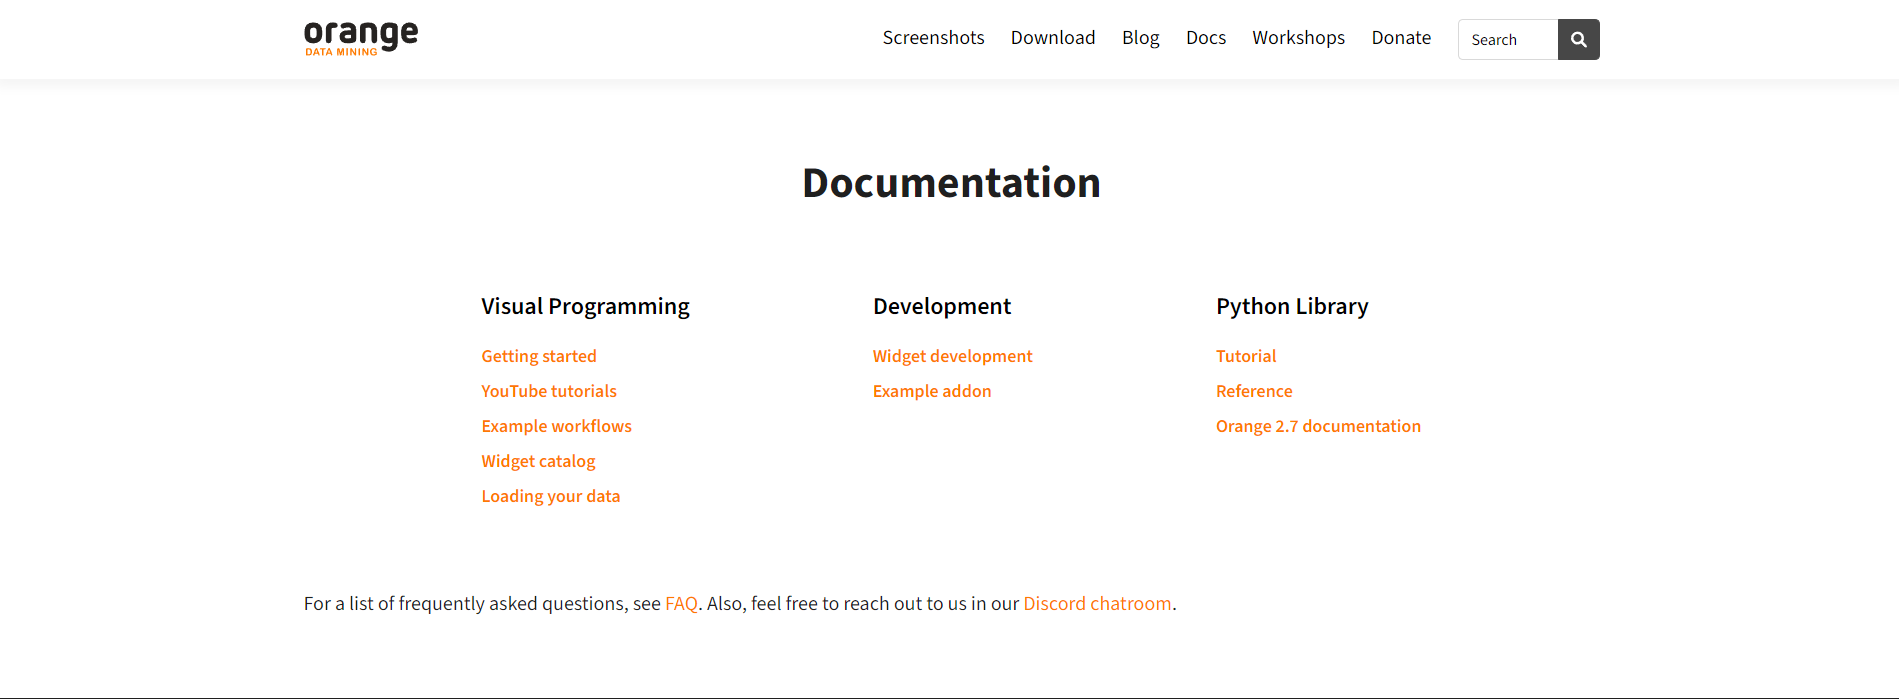 orange
DATA MINING
Screenshots Download Blog Docs Workshops Donate Search
Documentation
Visual Programming
Getting started
YouTube tutorials
Example workflows
Widget catalog
Loading your data
Development
Widget development
Example addon
Python Library
Tutorial
Reference
Orange 2.7 documentation
For a list of frequently asked questions, see FAQ. Also, feel free to reach out to us in our Discord chatroom.